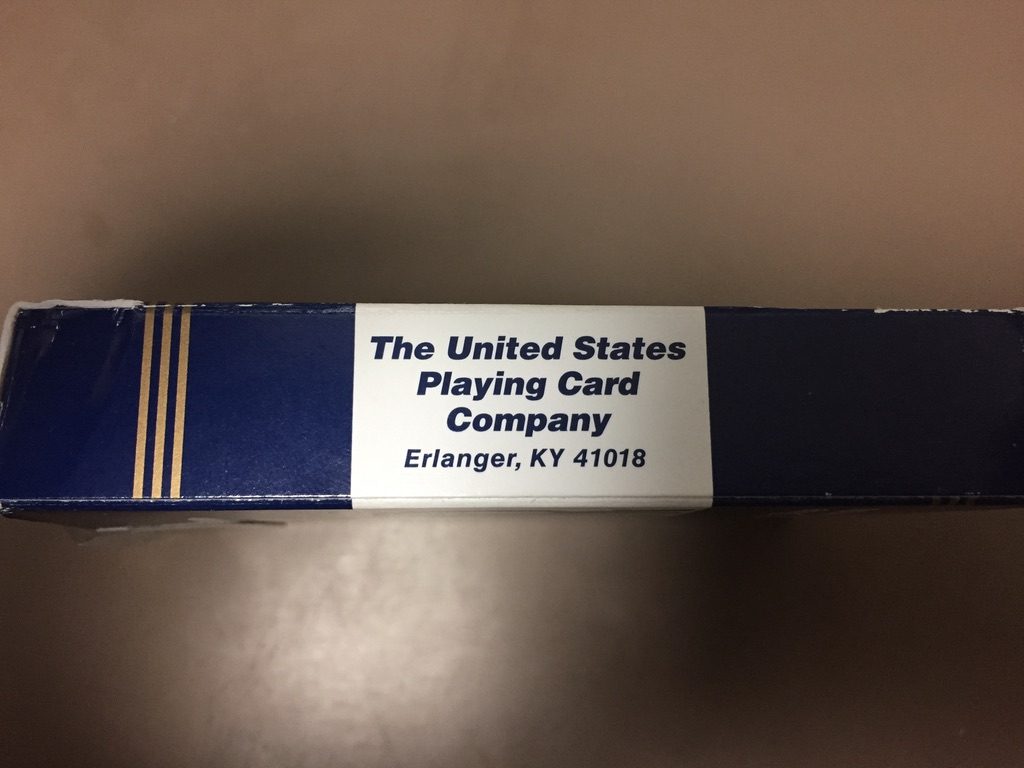 The United States
Playing Card
Company
Erlanger, KY 41018